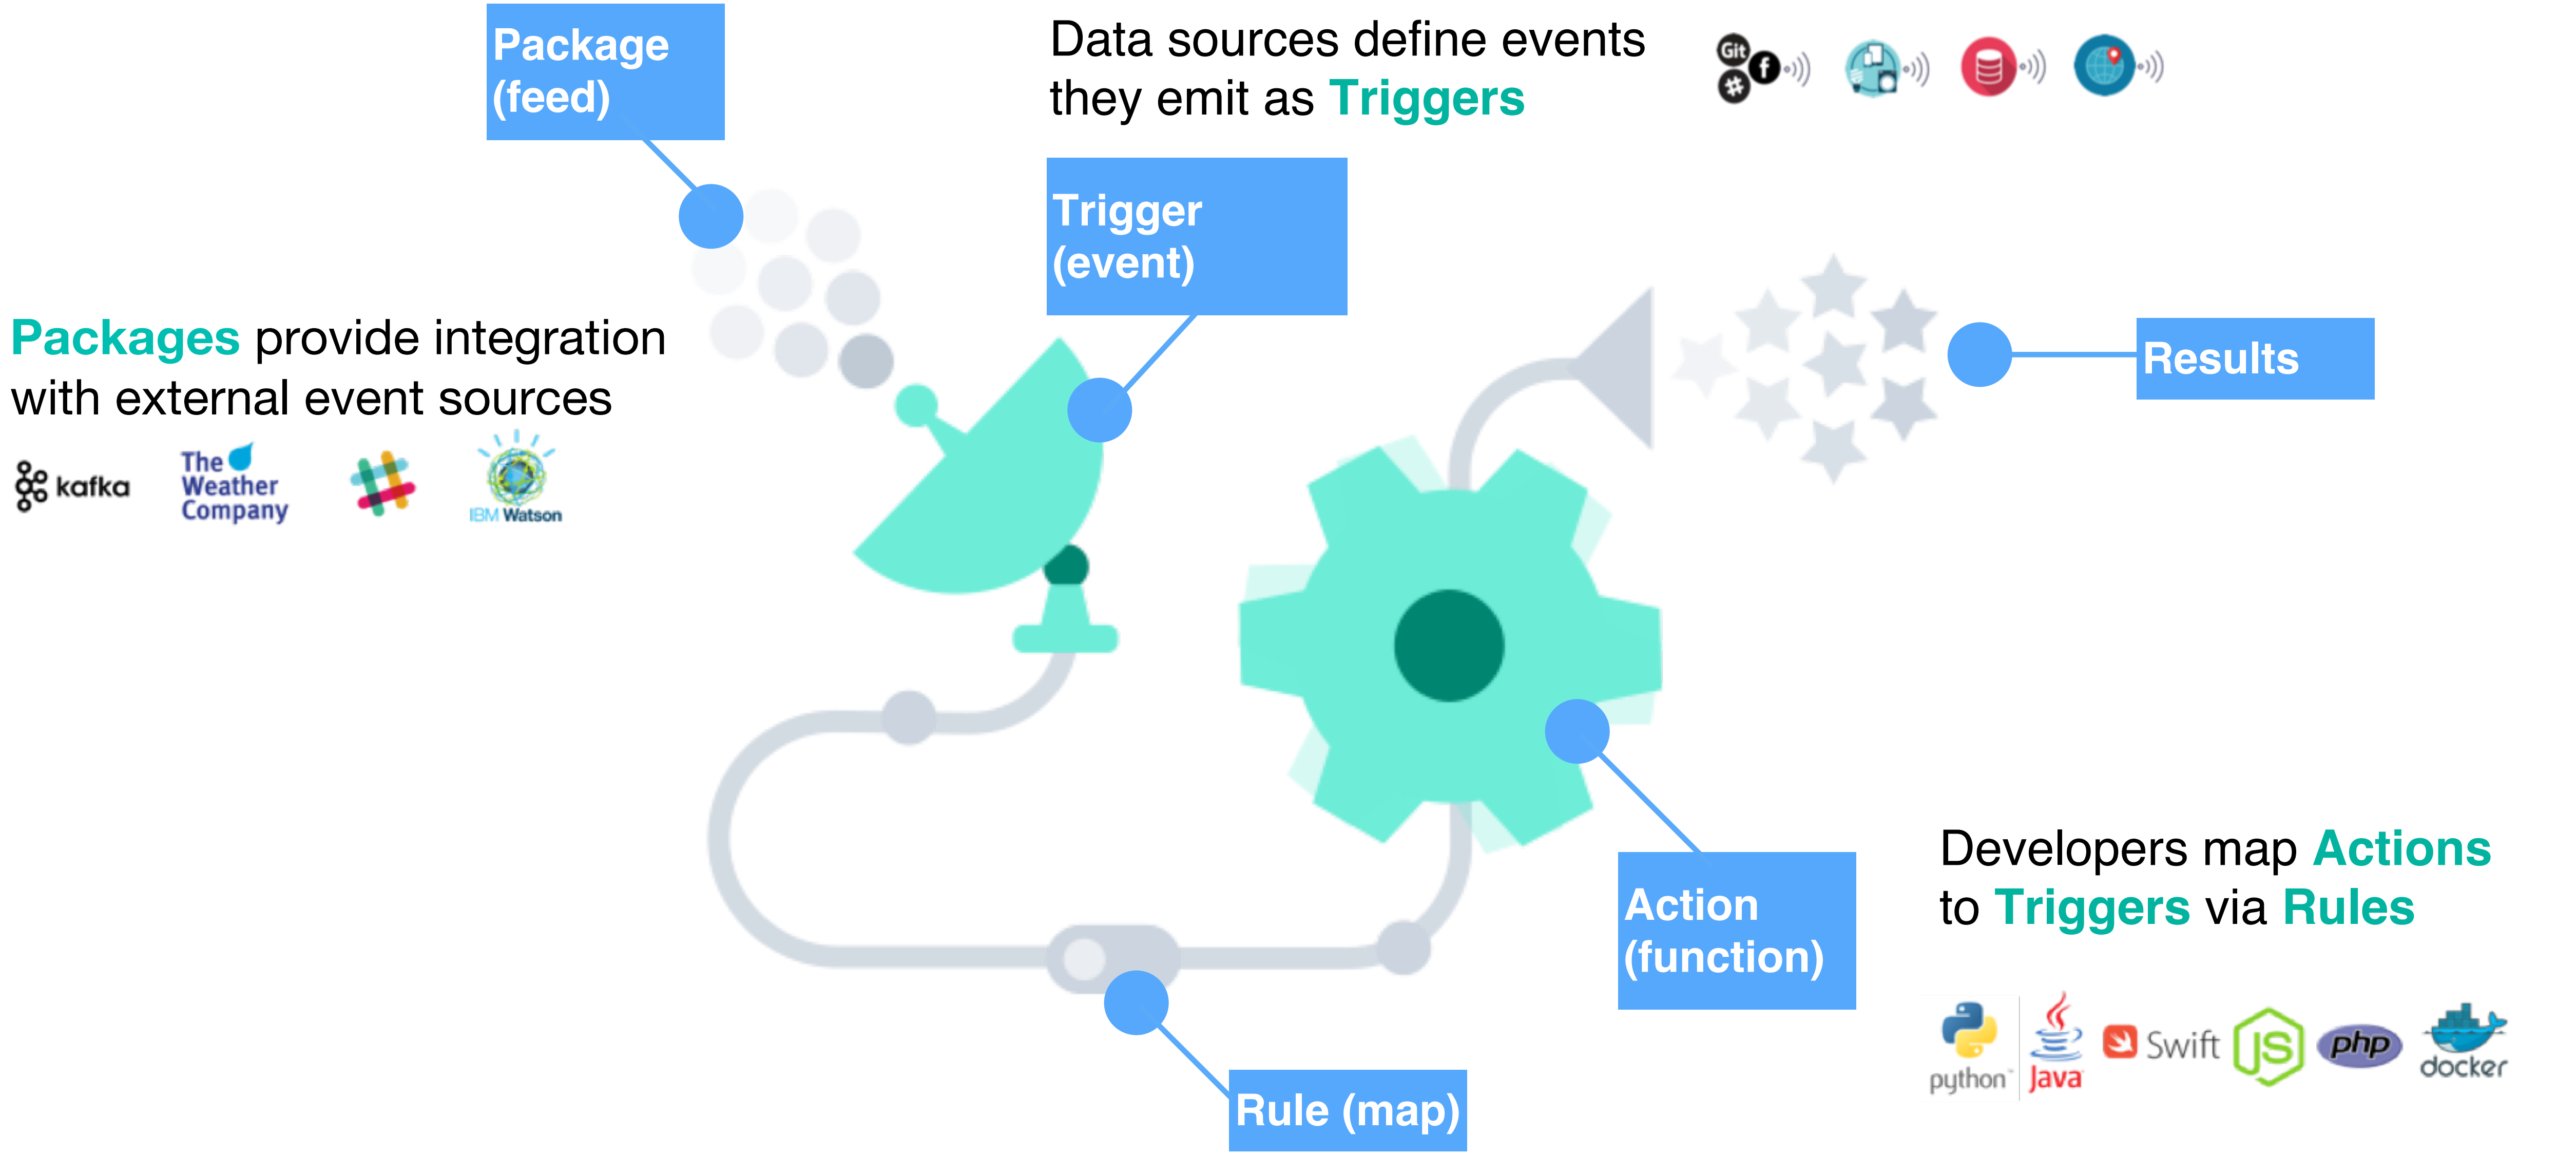 Package
(feed)
Data sources define events
they emit as Triggers
Git
f
#
Trigger
(event)
Packages provide integration
with external event sources
kafka
The
Weather
Company
IBM Watson
Results
Developers map Actions
to Triggers via Rules
Action
(function)
python™
Java
Swift
JS
php
docker
Rule (map)